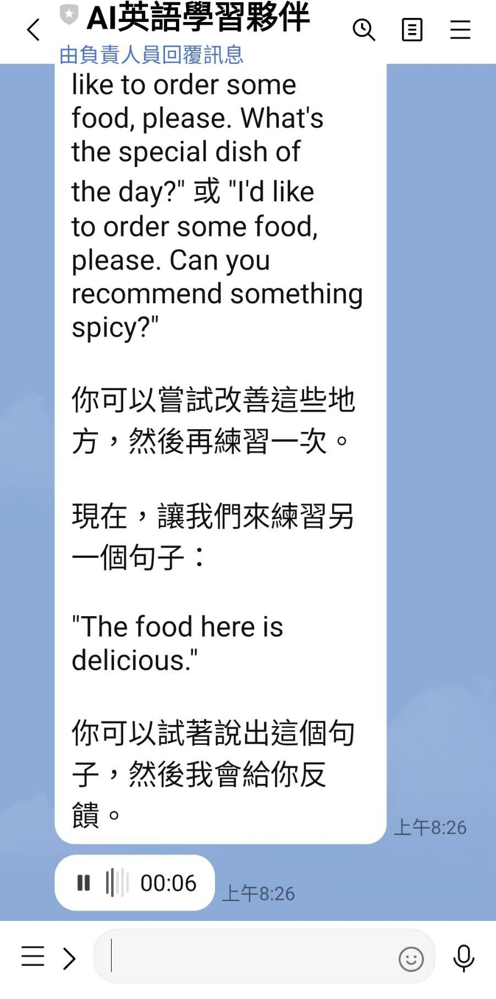 AI英語學習夥伴
由負責人員回覆訊息
like to order some
food, please. What's
the special dish of
the day?" 或 "I'd like
to order some food,
please. Can you
recommend something
spicy?"
你可以嘗試改善這些地
方，然後再練習一次。
現在，讓我們來練習另
一個句子：
"The food here is
delicious."
你可以試著說出這個句
子，然後我會給你反
饋。
上午8:26
00:06
上午8:26